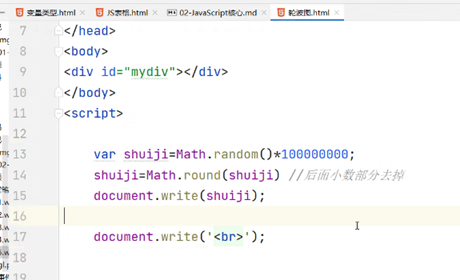 变量类型.html
JS表格.html
02-JavaScript核心.md
轮波图.html
7 </head>
8 <body>
9 <div id="mydiv"></div>
10 </body>
11 <script>
12
13 var shuiji=Math.random()*100000000;
14 shuiji=Math.round(shuiji) //后面小数部分去掉
15 document.write(shuiji);
16
17 document.write('<br>');